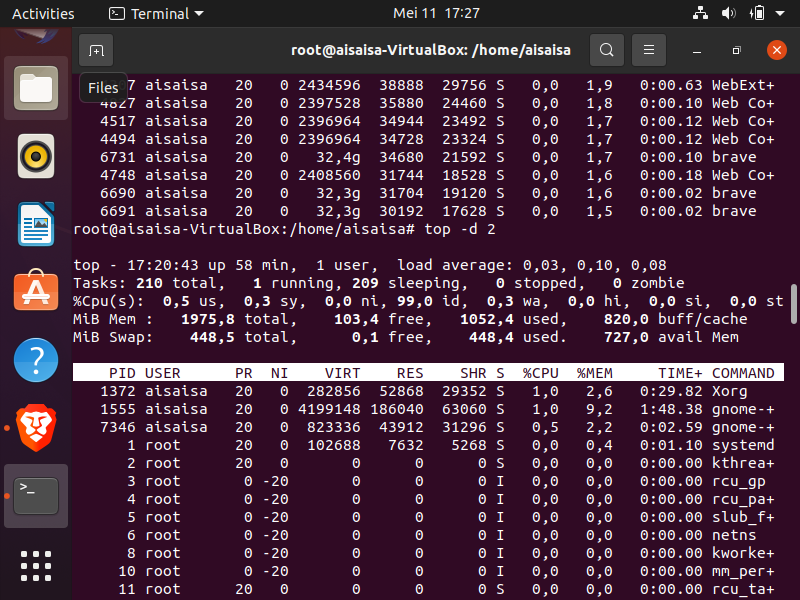 Activities Terminal Mei 11 17:27
root@aisaisa-VirtualBox: /home/aisaisa
Files
7 aisaisa 20 0 2434596 38888 29756 S 0,0 1,9 0:00.63 WebExt+
4827 aisaisa 20 0 2397528 35880 24460 S 0,0 1,8 0:00.10 Web Co+
4517 aisaisa 20 0 2396964 34944 23492 S 0,0 1,7 0:00.12 Web Co+
4494 aisaisa 20 0 2396964 34728 23324 S 0,0 1,7 0:00.12 Web Co+
6731 aisaisa 20 0 32,4g 34680 21592 S 0,0 1,7 0:00.10 brave
4748 aisaisa 20 0 2408560 31744 18528 S 0,0 1,6 0:00.18 Web Co+
6690 aisaisa 20 0 32,3g 31704 19120 S 0,0 1,6 0:00.02 brave
6691 aisaisa 20 0 32,3g 30192 17628 S 0,0 1,5 0:00.02 brave
root@aisaisa-VirtualBox:/home/aisaisa# top -d 2
top - 17:20:43 up 58 min, 1 user, load average: 0,03, 0,10, 0,08
Tasks: 210 total, 1 running, 209 sleeping, 0 stopped, 0 zombie
%Cpu(s): 0,5 us, 0,3 sy, 0,0 ni, 99,0 id, 0,3 wa, 0,0 hi, 0,0 si, 0,0 st
MiB Mem : 1975,8 total, 103,4 free, 1052,4 used, 820,0 buff/cache
MiB Swap: 448,5 total, 0,1 free, 448,4 used. 727,0 avail Mem
PID USER PR NI VIRT RES SHR S %CPU %MEM TIME+ COMMAND
1372 aisaisa 20 0 282856 52868 29352 S 1,0 2,6 0:29.82 Xorg
1555 aisaisa 20 0 4199148 186040 63060 S 1,0 9,2 1:48.38 gnome-+
7346 aisaisa 20 0 823336 43912 31296 S 0,5 2,2 0:02.59 gnome-+
1 root 20 0 102688 7632 5268 S 0,0 0,4 0:01.10 systemd
2 root 20 0 0 0 0 S 0,0 0,0 0:00.00 kthrea+
3 root 0 -20 0 0 0 I 0,0 0,0 0:00.00 rcu_gp
4 root 0 -20 0 0 0 I 0,0 0,0 0:00.00 rcu_pa+
5 root 0 -20 0 0 0 I 0,0 0,0 0:00.00 slub_f+
6 root 0 -20 0 0 0 I 0,0 0,0 0:00.00 netns
8 root 0 -20 0 0 0 I 0,0 0,0 0:00.00 kworke+
10 root 0 -20 0 0 0 I 0,0 0,0 0:00.00 mm_per+
11 root 20 0 0 0 0 S 0,0 0,0 0:00.00 rcu_ta+